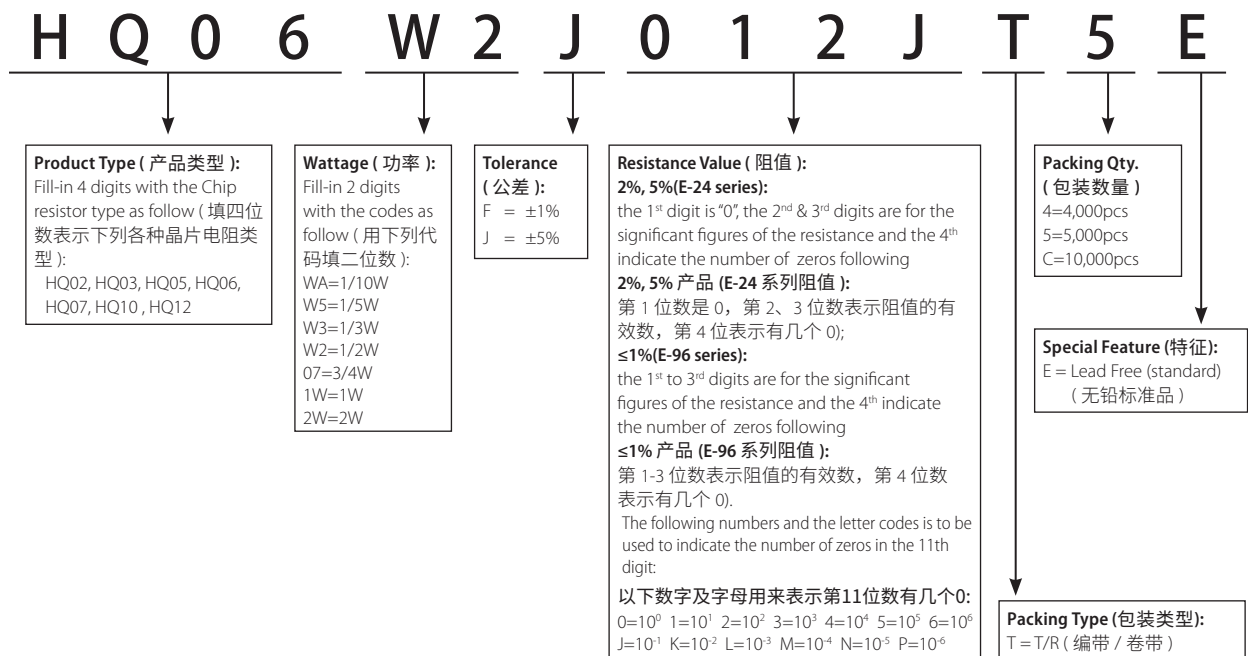 H Q 0 6 W 2 J 0 1 2 J T 5 E
Product Type ( 产品类型 ):
Fill-in 4 digits with the Chip
resistor type as follow ( 填四位
数表示下列各种晶片电阻类
型 ):
HQ02, HQ03, HQ05, HQ06,
HQ07, HQ10 , HQ12
Wattage ( 功率 ):
Fill-in 2 digits
with the codes as
follow ( 用下列代
码填二位数 ):
WA=1/10W
W5=1/5W
W3=1/3W
W2=1/2W
07=3/4W
1W=1W
2W=2W
Tolerance
( 公差 ):
F = ±1%
J = ±5%
Resistance Value ( 阻值 ):
2%, 5%(E-24 series):
the 1st digit is “0”, the 2nd & 3rd digits are for the
significant figures of the resistance and the 4th
indicate the number of zeros following
2%, 5% 产品 (E-24 系列阻值 ):
第 1 位数是 0，第 2、3 位数表示阻值的有
效数，第 4 位表示有几个 0);
≤1%(E-96 series):
the 1st to 3rd digits are for the significant
figures of the resistance and the 4th indicate
the number of zeros following
≤1% 产品 (E-96 系列阻值 ):
第 1-3 位数表示阻值的有效数，第 4 位数
表示有几个 0).
The following numbers and the letter codes is to be
used to indicate the number of zeros in the 11th
digit:
以下数字及字母用来表示第11位数有几个0:
0=10⁰ 1=10¹ 2=10² 3=10³ 4=10⁴ 5=10⁵ 6=10⁶
J=10⁻¹ K=10⁻² L=10⁻³ M=10⁻⁴ N=10⁻⁵ P=10⁻⁶
Packing Qty.
( 包装数量 )
4=4,000pcs
5=5,000pcs
C=10,000pcs
Special Feature (特征):
E = Lead Free (standard)
( 无铅标准品 )
Packing Type (包装类型):
T = T/R ( 编带 / 卷带 )